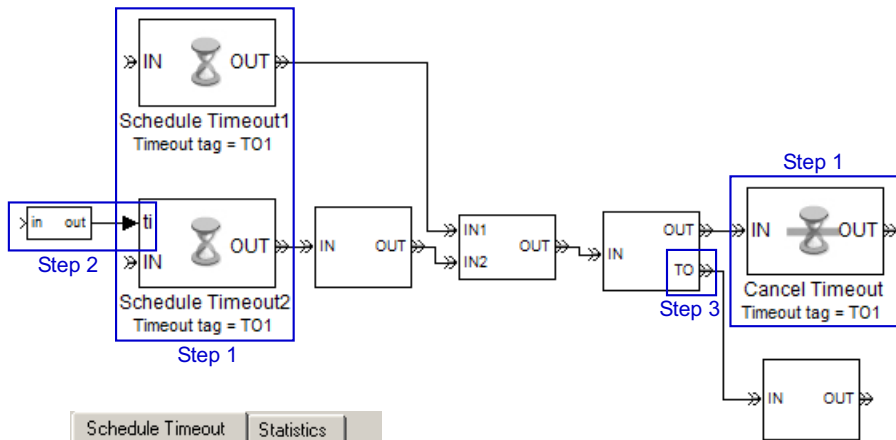 IN OUT
Schedule Timeout1
Timeout tag = TO1
Step 1
in out
ti
IN OUT
Step 2
Schedule Timeout2
Timeout tag = TO1
Step 1
IN OUT
IN1
IN2
OUT
IN
OUT
TO
Step 3
IN OUT
Cancel Timeout
Timeout tag = TO1
IN OUT
Schedule Timeout Statistics